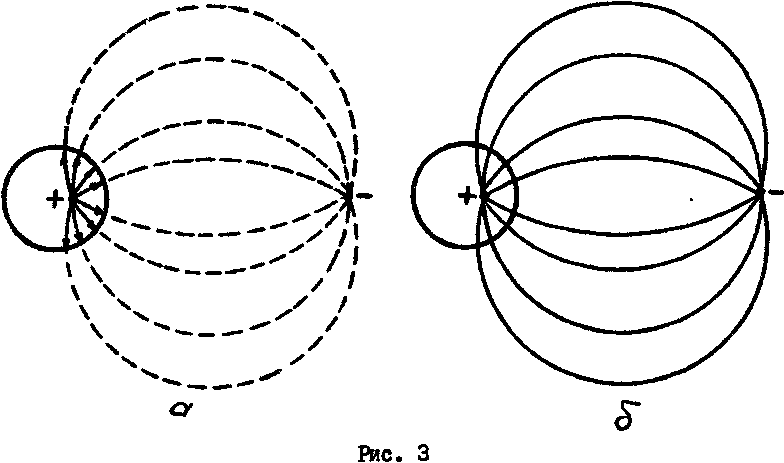 + - + -
а б
Рис. 3